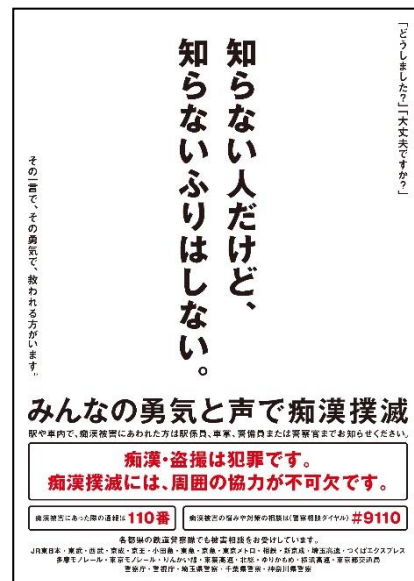 「どうしました?」「大丈夫ですか?」
知らない人だけど、
知らないふりはしない。
その一言で、その勇気で、救われる方がいます。
みんなの勇気と声で痴漢撲滅
駅や車内で、痴漢被害にあわれた方は駅係員、車掌、警備員または警察官までお知らせください。
痴漢・盗撮は犯罪です。
痴漢撲滅には、周囲の協力が不可欠です。
痴漢被害にあった際の通報は 110番
痴漢被害の悩みや対策の相談は(警察相談ダイヤル) #9110
各都県の鉄道警察隊でも被害相談をお受けしています。
JR東日本・東武・西武・京成・京王・小田急・東急・京急・東京メトロ・相鉄・新京成・埼玉高速・つくばエクスプレス
多摩モノレール・東京モノレール・りんかい線・東葉高速・北総・ゆりかもめ・横浜高速・東京都交通局
警察庁・警視庁・埼玉県警察・千葉県警察・神奈川県警察